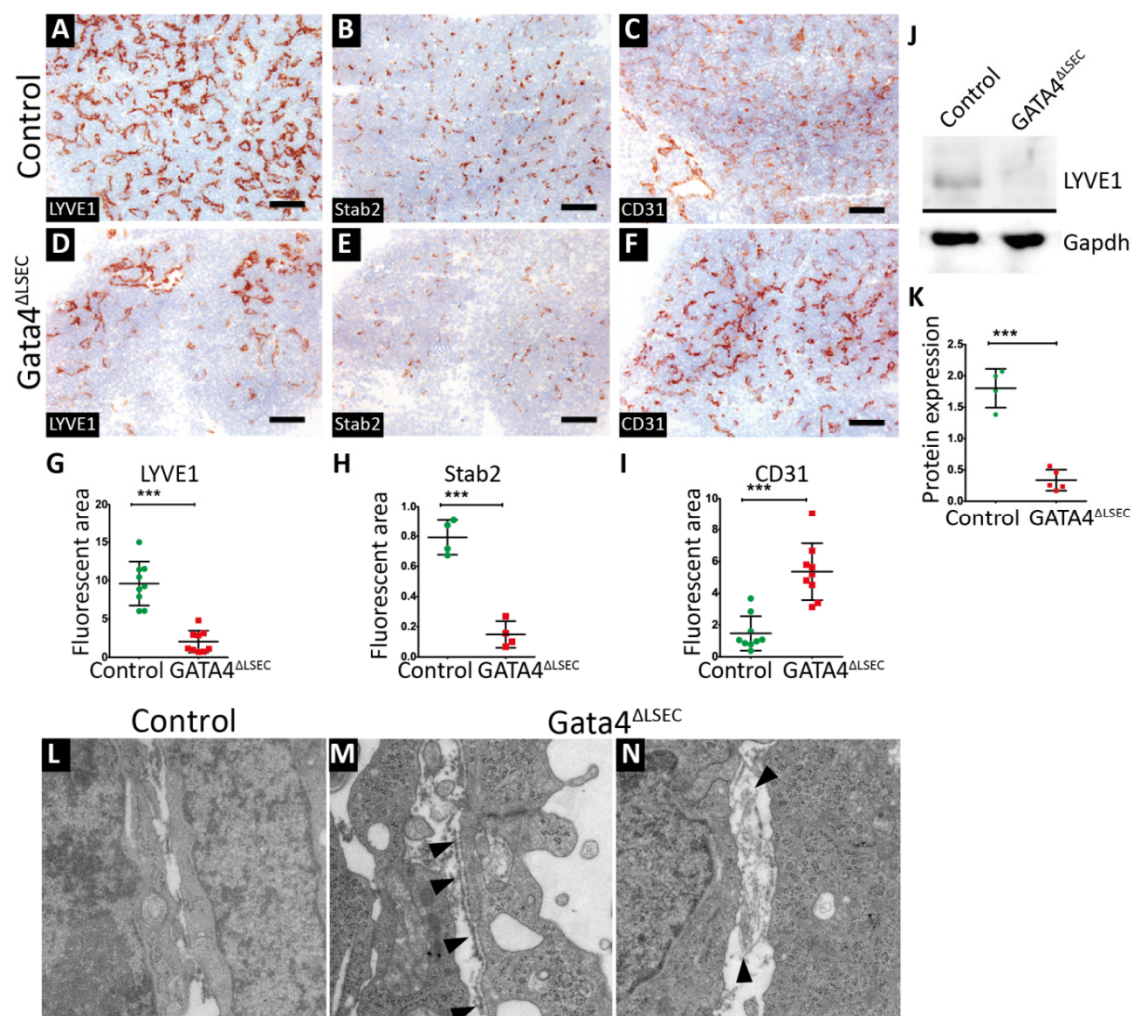 A
B
C
J
Control
LYVE1
Stab2
CD31
Control
GATA4ΔLSEC
LYVE1
Gapdh
D
E
F
Gata4ΔLSEC
LYVE1
Stab2
CD31
K
Protein expression
2.5
2.0
1.5
1.0
0.5
0.0
***
Control GATA4ΔLSEC
G
LYVE1
Fluorescent area
20
15
10
5
0
***
Control GATA4ΔLSEC
H
Stab2
Fluorescent area
1.0
0.8
0.6
0.4
0.2
0.0
***
Control GATA4ΔLSEC
I
CD31
Fluorescent area
10
8
6
4
2
0
***
Control GATA4ΔLSEC
Control
Gata4ΔLSEC
L
M
N